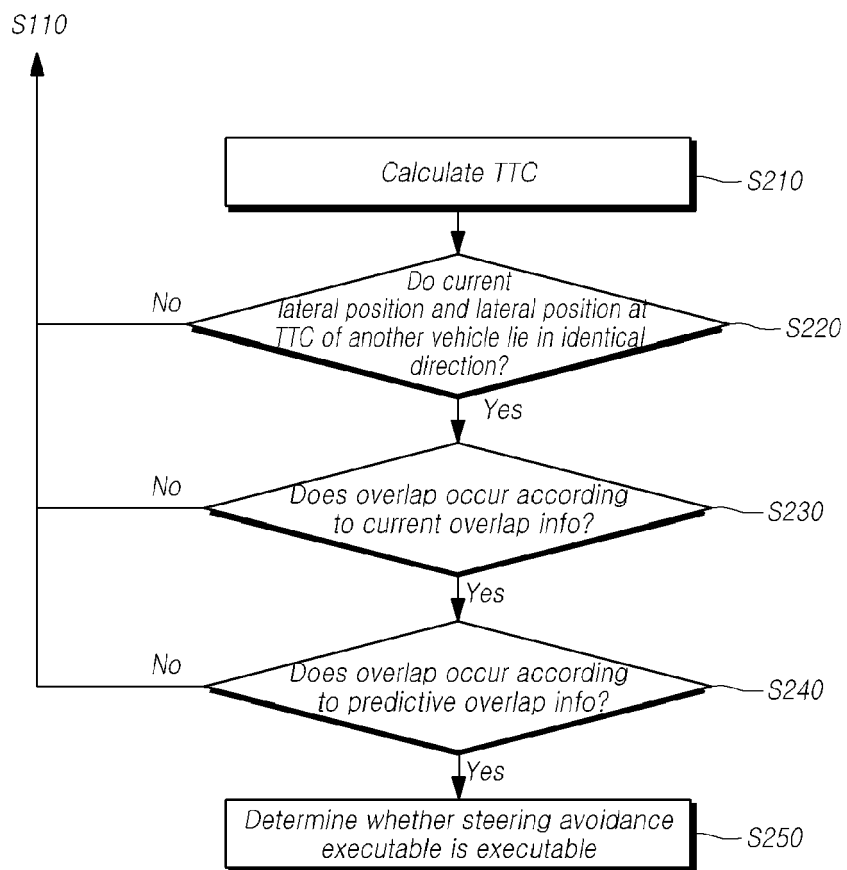 S110
Calculate TTC
S210
Do current
lateral position and lateral position at
TTC of another vehicle lie in identical
direction?
No
S220
Yes
Does overlap occur according
to current overlap info?
No
S230
Yes
Does overlap occur according
to predictive overlap info?
No
S240
Yes
Determine whether steering avoidance
executable is executable
S250